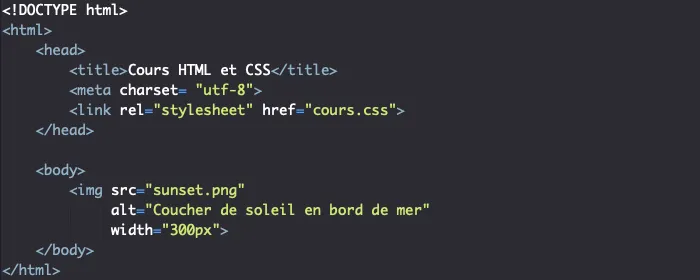 <!DOCTYPE html>
<html>
<head>
<title>Cours HTML et CSS</title>
<meta charset= "utf-8">
<link rel="stylesheet" href="cours.css">
</head>
<body>
<img src="sunset.png"
alt="Coucher de soleil en bord de mer"
width="300px">
</body>
</html>